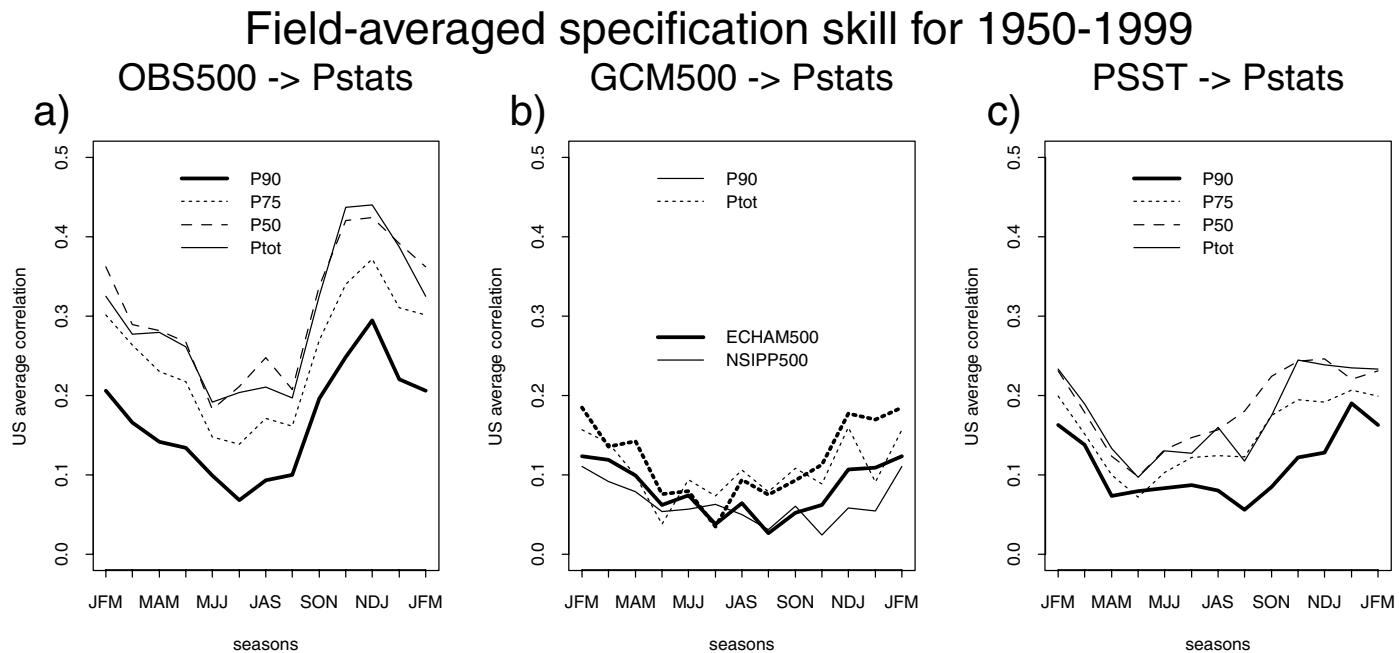 Field-averaged specification skill for 1950-1999
OBS500 -> Pstats
GCM500 -> Pstats
PSST -> Pstats
a)
US average correlation
0.5
0.4
0.3
0.2
0.1
0.0
P90
P75
P50
Ptot
JFM MAM MJJ JAS SON NDJ JFM
seasons
b)
US average correlation
0.5
0.4
0.3
0.2
0.1
0.0
P90
Ptot
ECHAM500
NSIPP500
JFM MAM MJJ JAS SON NDJ JFM
seasons
c)
US average correlation
0.5
0.4
0.3
0.2
0.1
0.0
P90
P75
P50
Ptot
JFM MAM MJJ JAS SON NDJ JFM
seasons